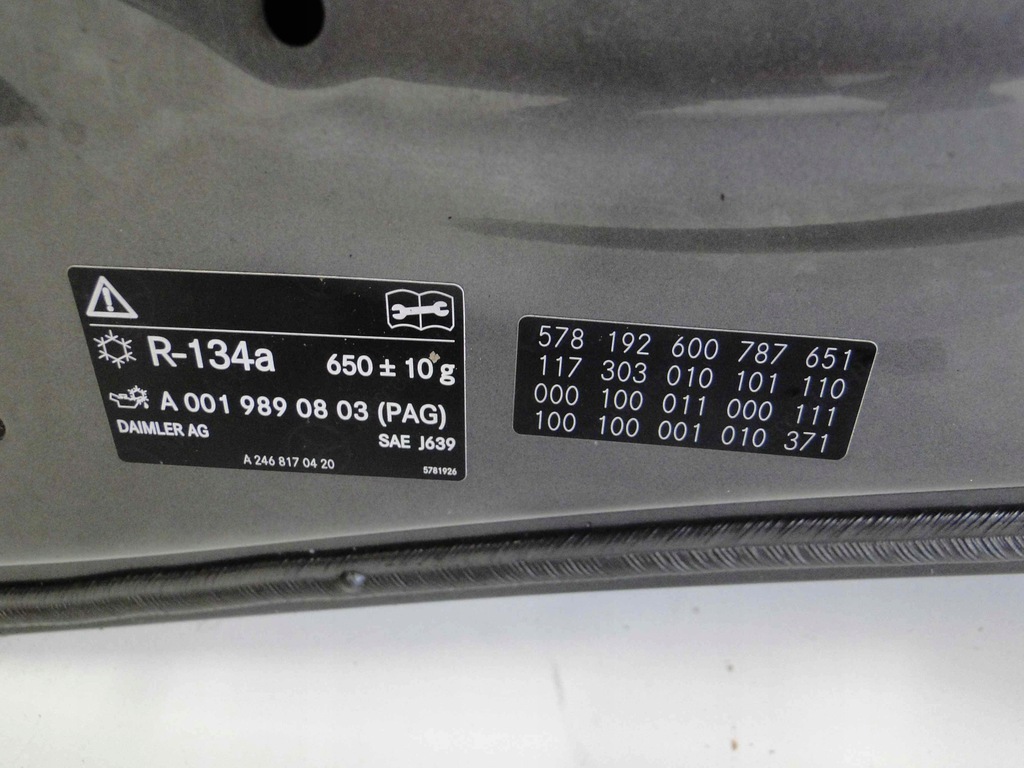 R-134a 650 ± 10 g
A 001 989 08 03 (PAG)
DAIMLER AG SAE J639
A 246 817 04 20 5781926
578 192 600 787 651
117 303 010 101 110
000 100 011 000 111
100 100 001 010 371